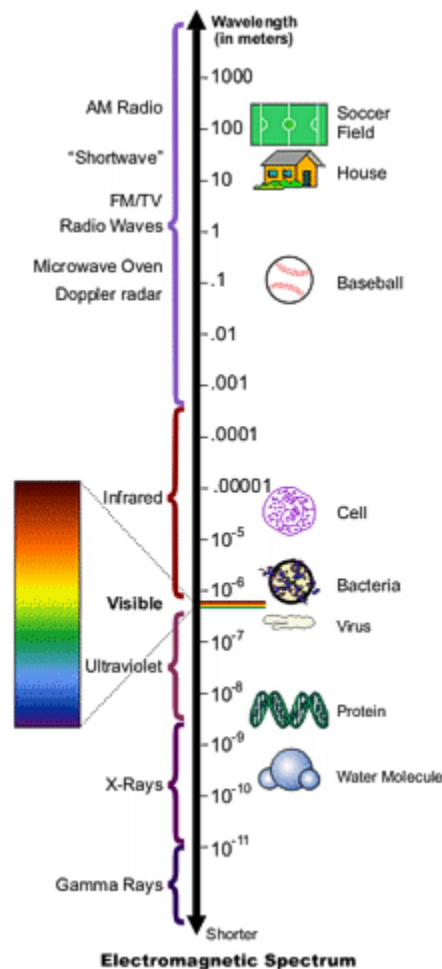 Wavelength
(in meters)
1000
AM Radio
Soccer
Field
100
"Shortwave"
10
House
FM/TV
Radio Waves
1
Microwave Oven
.1
Baseball
Doppler radar
.01
.001
.0001
.00001
Infrared
Cell
10-5
10-6
Bacteria
Visible
Virus
10-7
Ultraviolet
10-8
Protein
10-9
X-Rays
Water Molecule
10-10
10-11
Gamma Rays
Shorter
Electromagnetic Spectrum